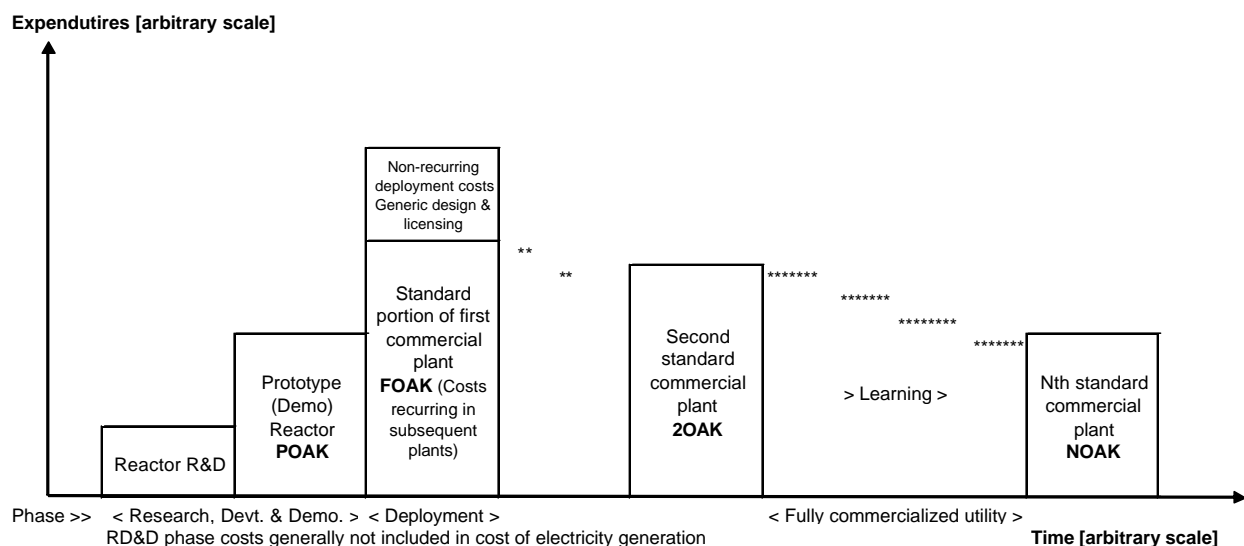 Expendutires [arbitrary scale]
Non-recurring
deployment costs
Generic design &
licensing
**
**
Standard
portion of first
commercial
plant
FOAK (Costs
recurring in
subsequent
plants)
Prototype
(Demo)
Reactor
POAK
Reactor R&D
Second
standard
commercial
plant
2OAK
*******
*******
********
*******
> Learning >
Nth standard
commercial
plant
NOAK
Phase >> < Research, Devt. & Demo. > < Deployment > < Fully commercialized utility >
RD&D phase costs generally not included in cost of electricity generation
Time [arbitrary scale]